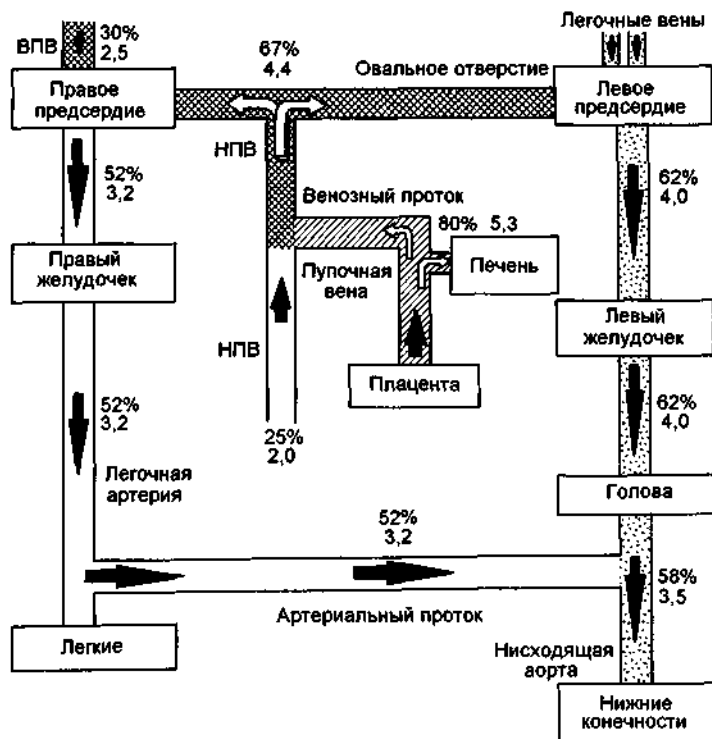 ВПВ
30%
2,5
67%
4,4
Легочные вены
Овальное отверстие
Правое
предсердие
Левое
предсердие
НПВ
52%
3,2
Венозный проток
62%
4,0
80% 5,3
Печень
Правый
желудочек
Пупочная
вена
Левый
желудочек
НПВ
Плацента
52%
3,2
62%
4,0
25%
2,0
Легочная
артерия
Голова
52%
3,2
58%
3,5
Артериальный проток
Легкие
Нисходящая
аорта
Нижние
конечности